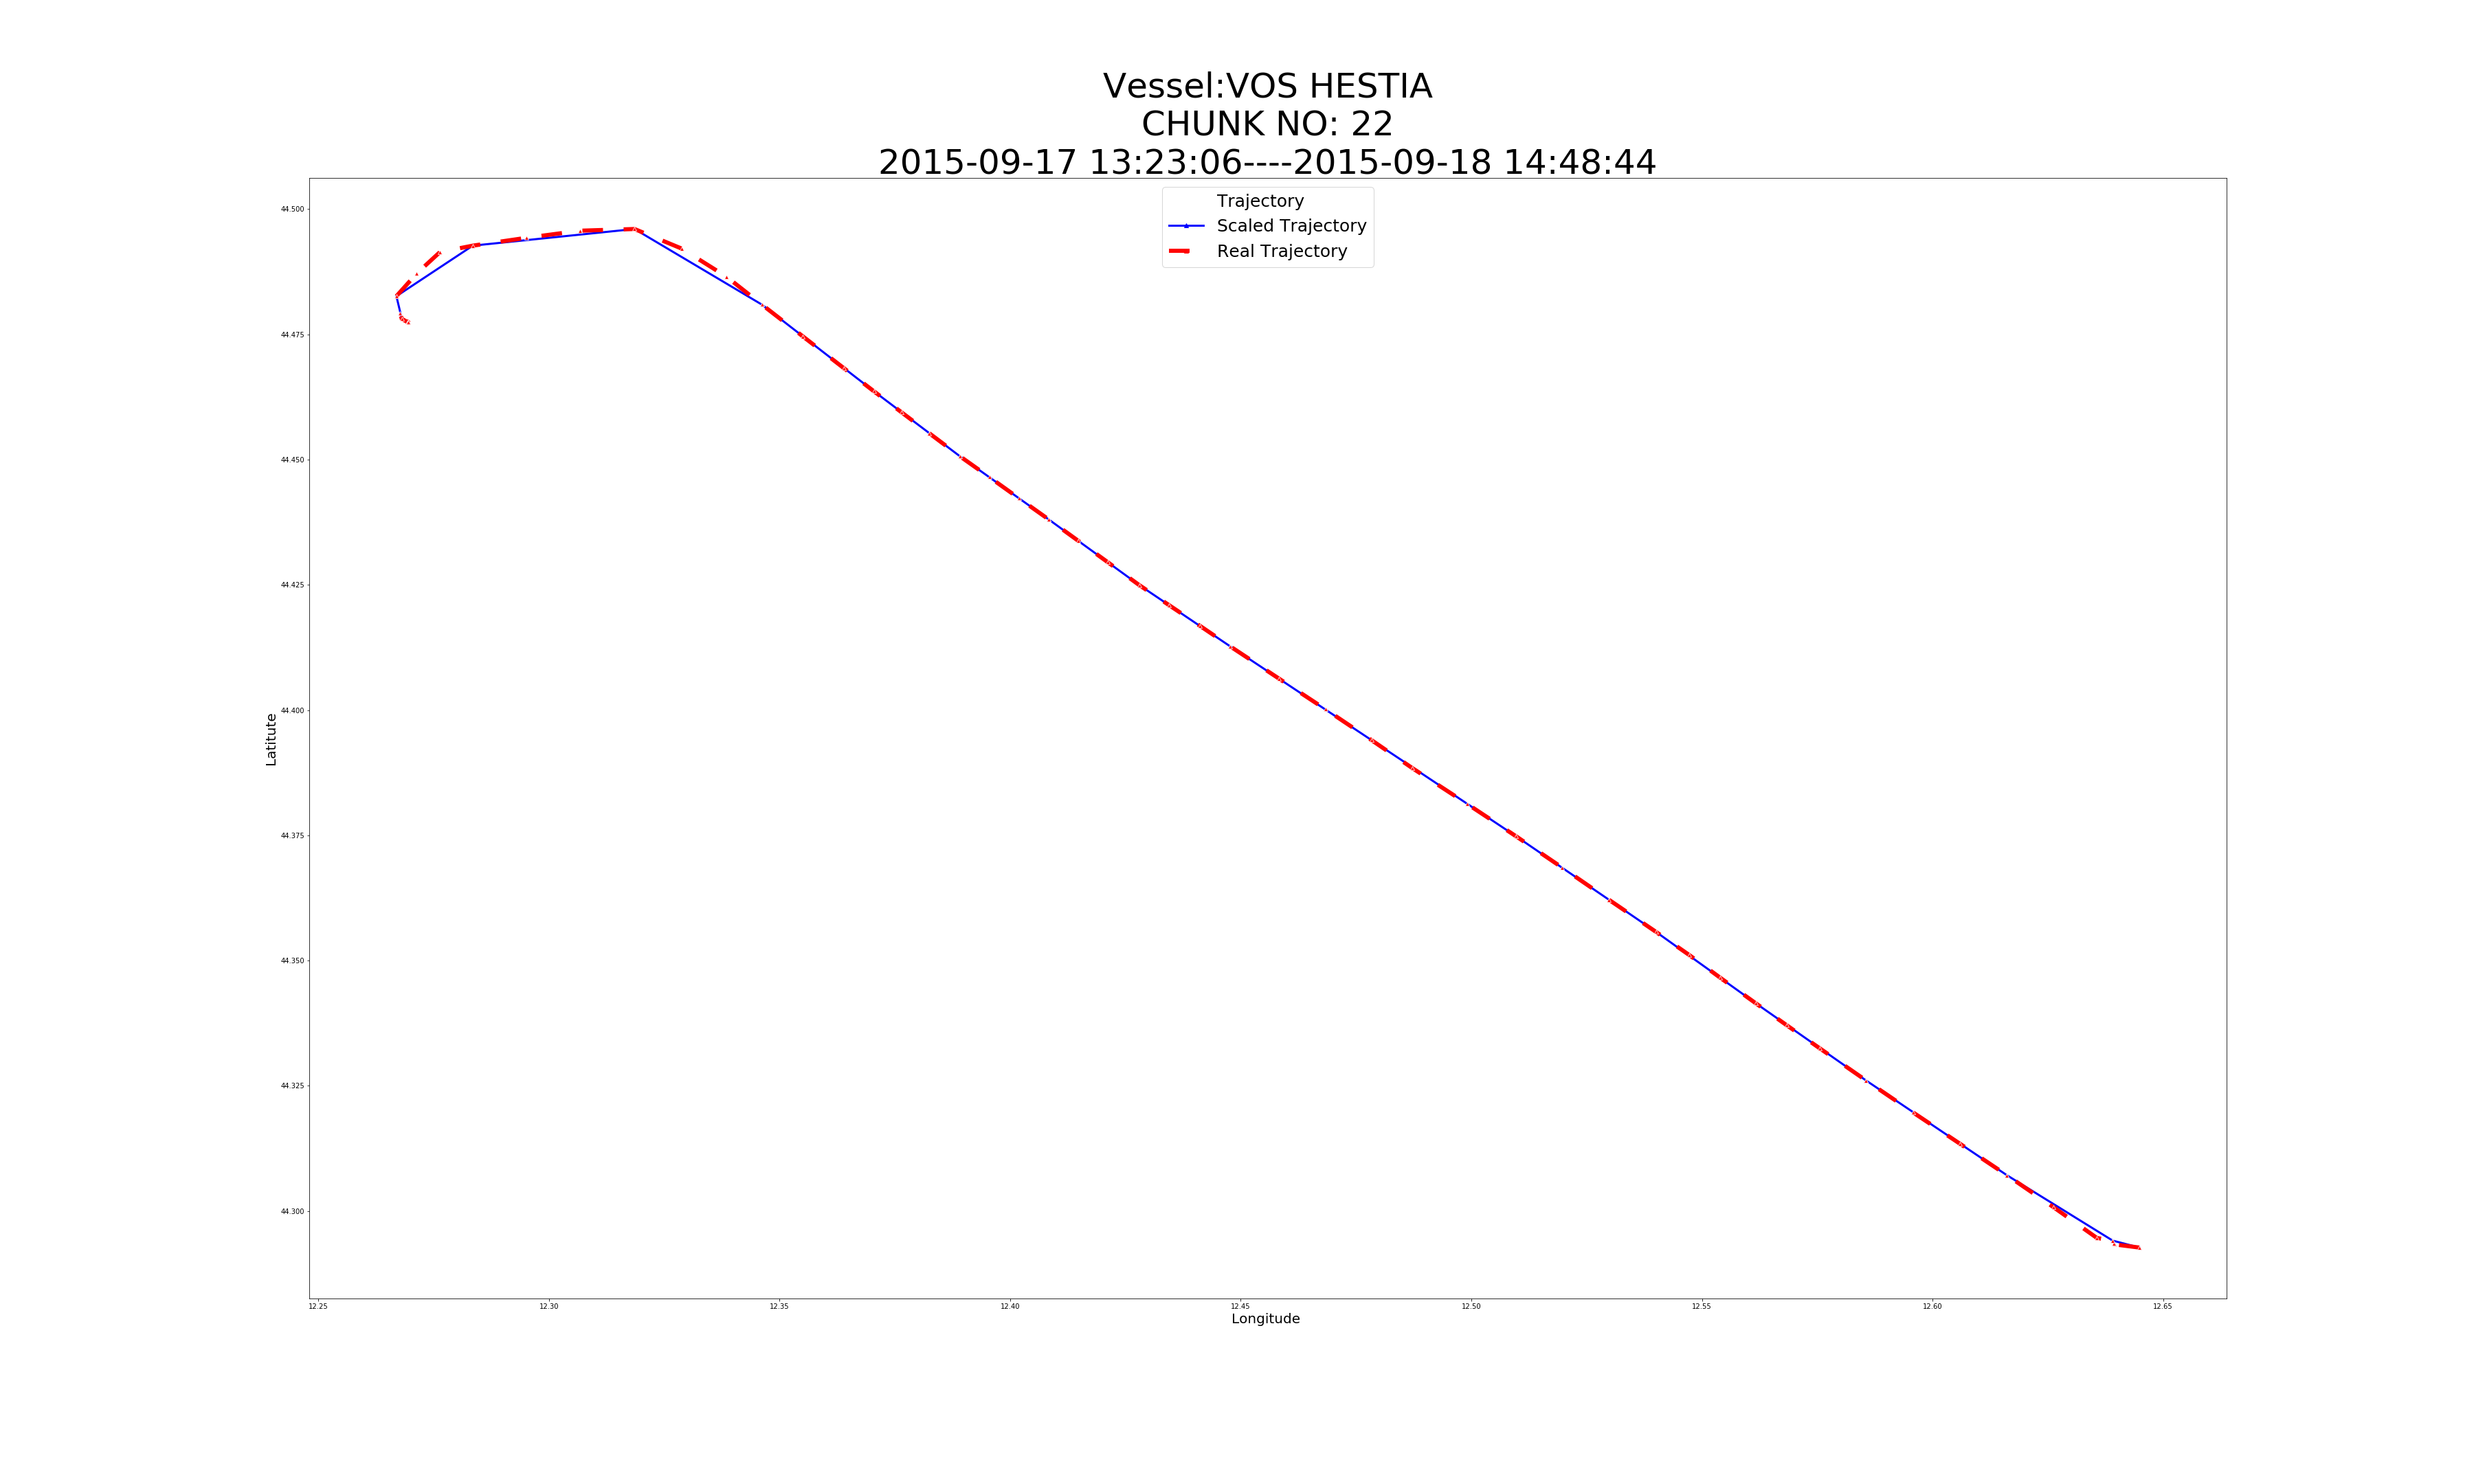 Vessel:VOS HESTIA
CHUNK NO: 22
2015-09-17 13:23:06----2015-09-18 14:48:44
Trajectory
Scaled Trajectory
Real Trajectory
44.500
44.475
44.450
44.425
44.400
44.375
44.350
44.325
44.300
Latitute
12.25 12.30 12.35 12.40 12.45 12.50 12.55 12.60 12.65
Longitude